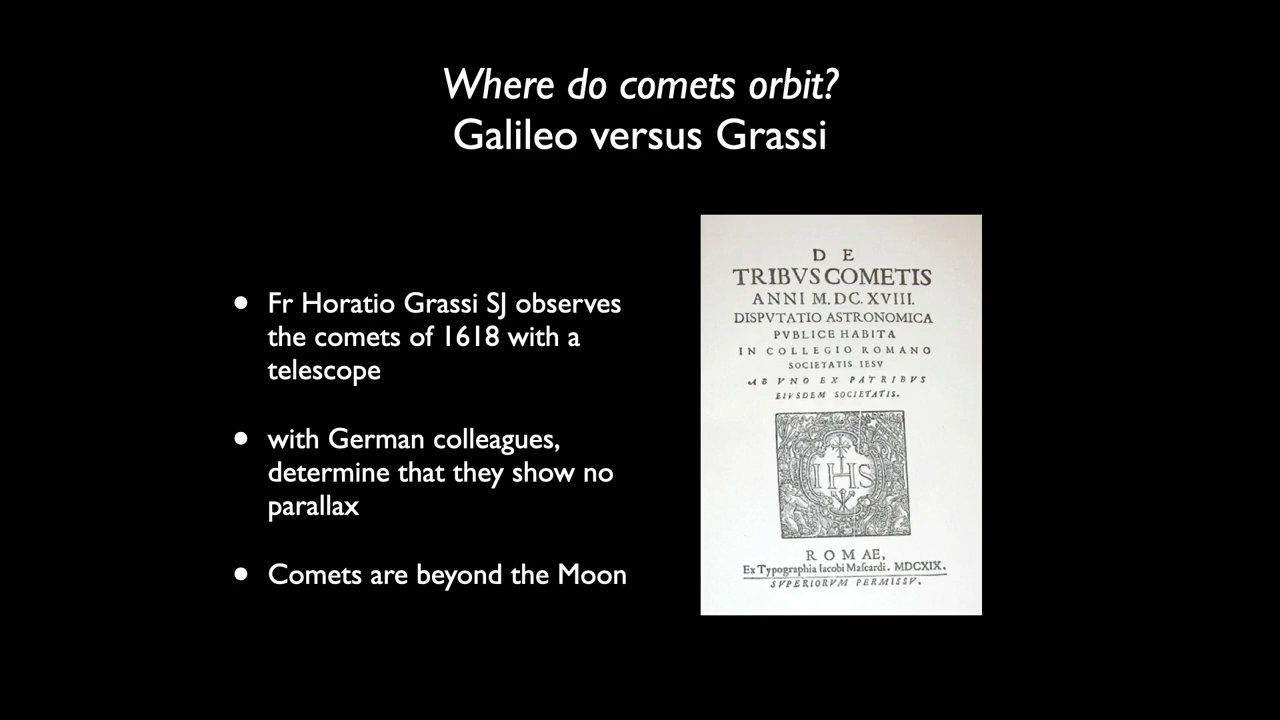 Where do comets orbit?
Galileo versus Grassi
• Fr Horatio Grassi SJ observes
the comets of 1618 with a
telescope
• with German colleagues,
determine that they show no
parallax
• Comets are beyond the Moon
D E
TRIBVS COMETIS
ANNI M. DC. XVIII.
DISPVTATIO ASTRONOMICA
PVBLICE HABITA
IN COLLEGIO ROMANO
SOCIETATIS IESV
AB VNO EX PATRIBVS
EIVSDEM SOCIETATIS.
IHS
R O M AE,
Ex Typographia Iacobi Maſcardi. MDCXIX.
SVPERIORVM PERMISSV.